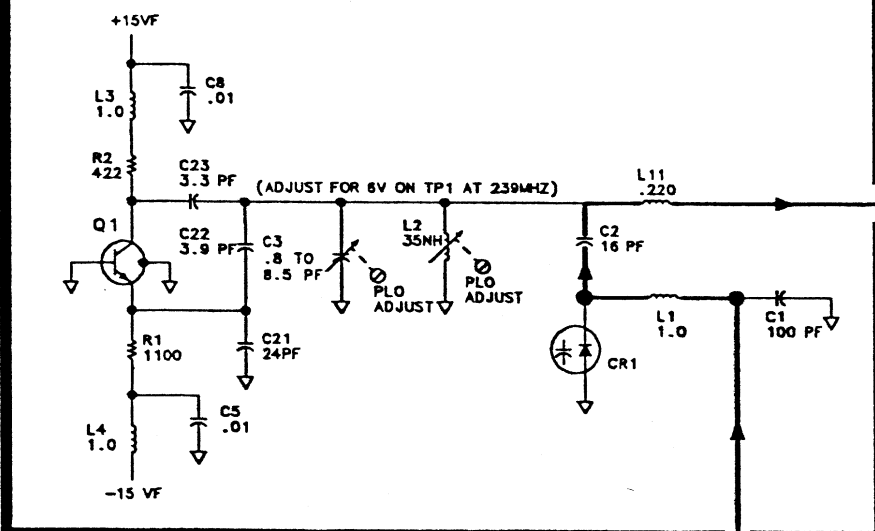 +15VF
C8
.01
L3
1.0
R2
422
C23
3.3 PF
(ADJUST FOR 6V ON TP1 AT 239MHZ)
L11
.220
Q1
C22
3.9 PF
C3
.8 TO
8.5 PF
PLO
ADJUST
L2
35NH
PLO
ADJUST
C2
16 PF
L1
1.0
C1
100 PF
CR1
R1
1100
C21
24PF
C5
.01
L4
1.0
-15 VF